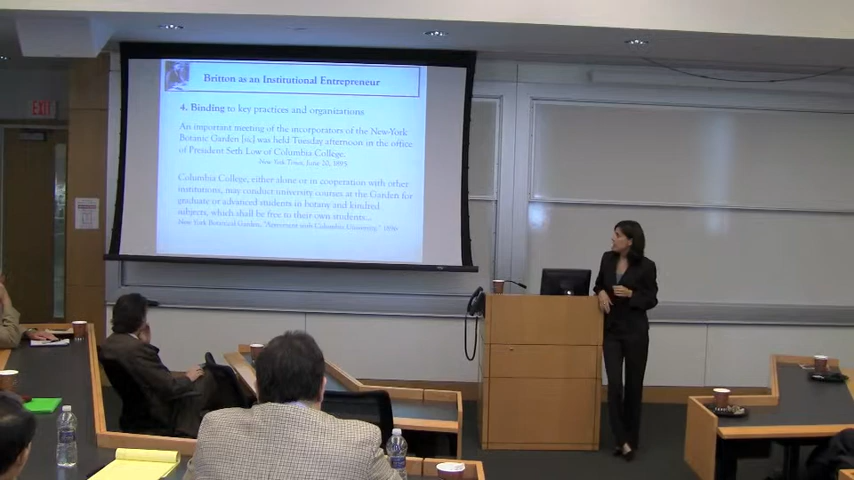 EXIT
Britton as an Institutional Entrepreneur
4. Binding to key practices and organizations
An important meeting of the incorporators of the New-York
Botanic Garden [sic] was held Tuesday afternoon in the office
of President Seth Low of Columbia College.
New York Times, June 20, 1895
Columbia College, either alone or in cooperation with other
institutions, may conduct university courses at the Garden for
graduate or advanced students in botany and kindred
subjects, which shall be free to their own students...
New York Botanical Garden, "Agreement with Columbia University," 1896